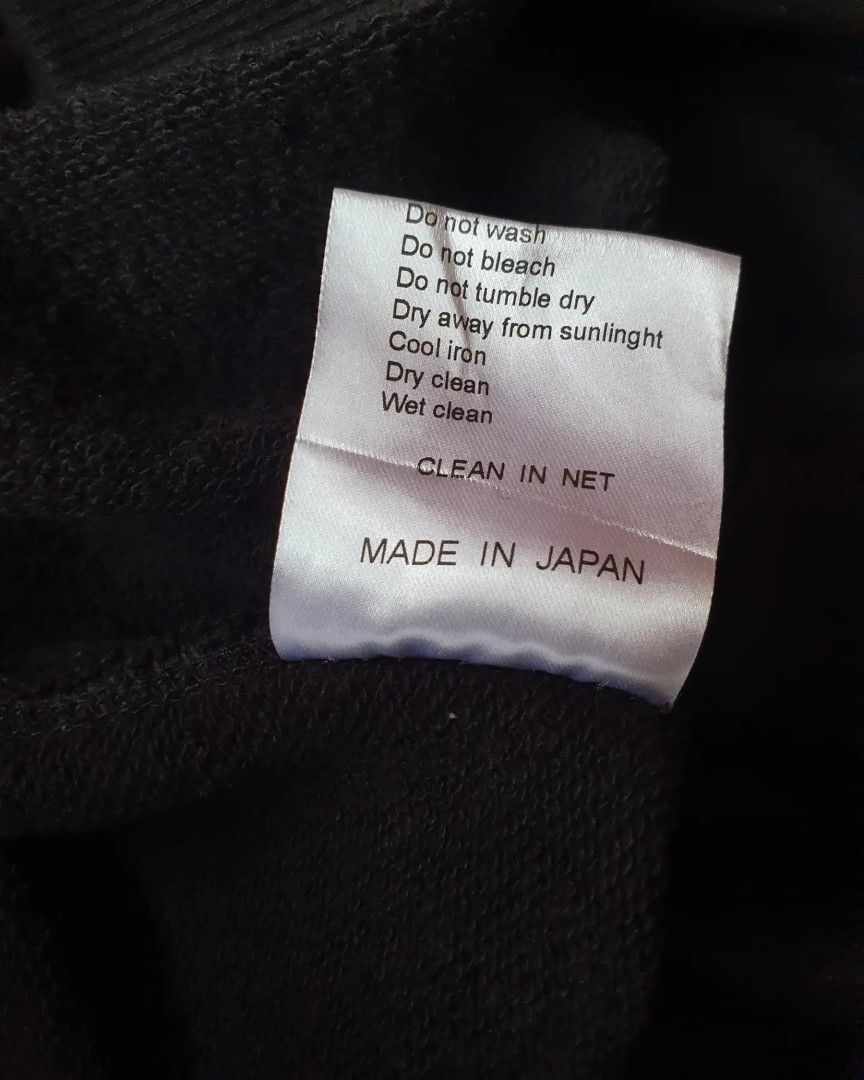 Do not wash
Do not bleach
Do not tumble dry
Dry away from sunlinght
Cool iron
Dry clean
Wet clean
CLEAN IN NET
MADE IN JAPAN